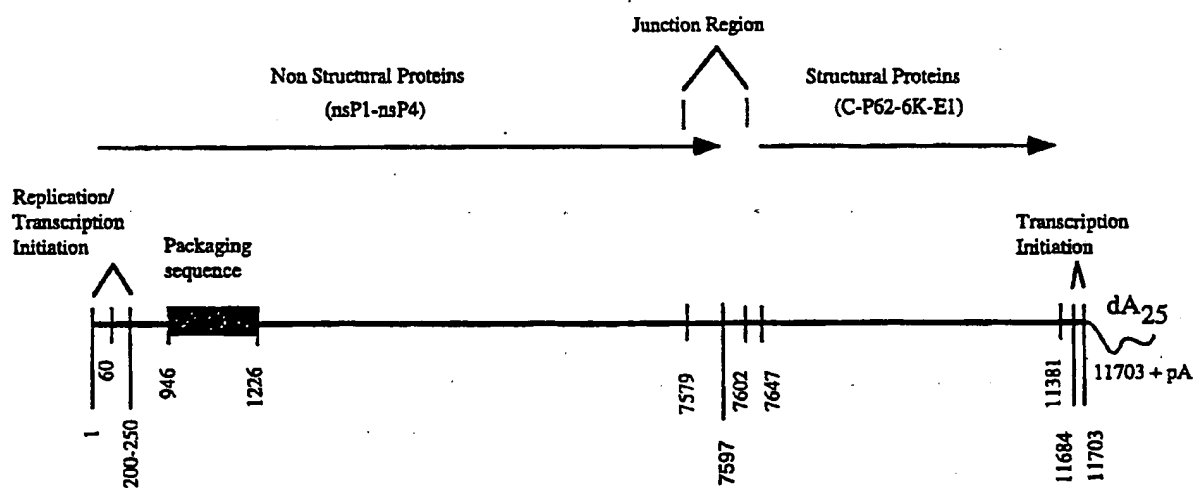 Junction Region
Non Structural Proteins
(nsP1-nsP4)
Structural Proteins
(C-P62-6K-E1)
Replication/
Transcription
Initiation
Packaging
sequence
Transcription
Initiation
dA25
1
60
200-250
946
1226
7579
7597
7602
7647
11381
11684
11703
11703 + pA